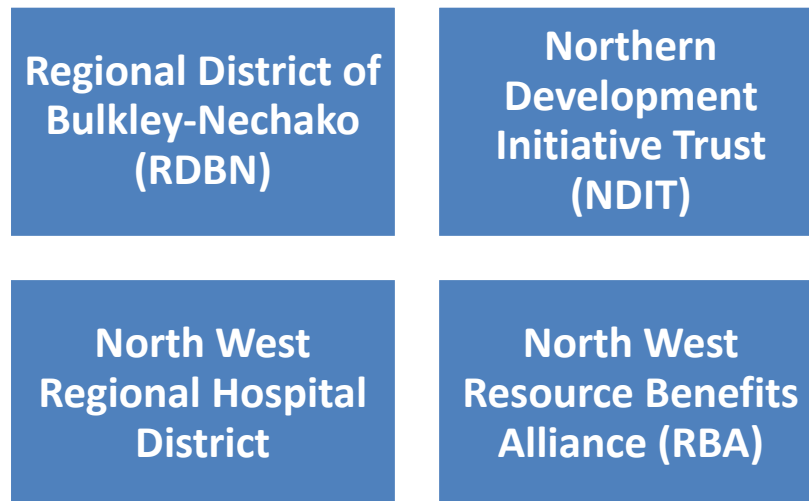 Regional District of
Bulkley-Nechako
(RDBN)
Northern
Development
Initiative Trust
(NDIT)
North West
Regional Hospital
District
North West
Resource Benefits
Alliance (RBA)